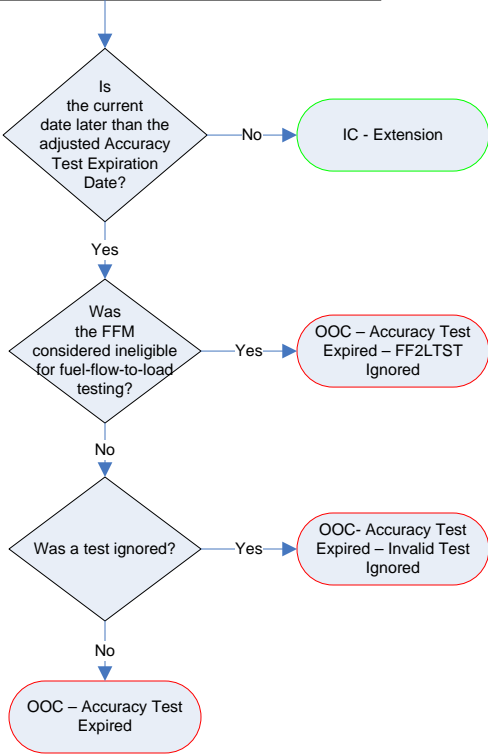 Is
the current
date later than the
adjusted Accuracy
Test Expiration
Date?
No
IC - Extension
Yes
Was
the FFM
considered ineligible
for fuel-flow-to-load
testing?
Yes
OOC – Accuracy Test
Expired – FF2LTST
Ignored
No
Was a test ignored?
Yes
OOC- Accuracy Test
Expired – Invalid Test
Ignored
No
OOC – Accuracy Test
Expired